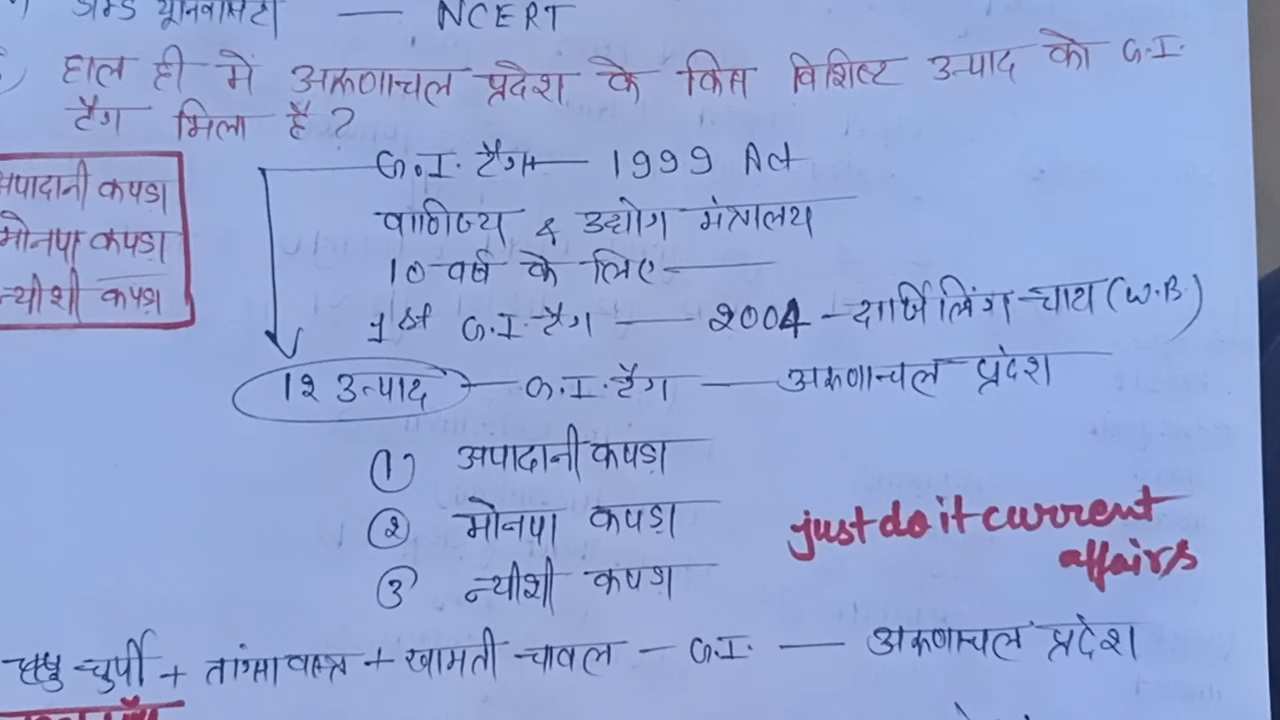 डीम्ड यूनिवर्सिटी — NCERT
हाल ही में अरुणाचल प्रदेश के किस विशिष्ट उत्पाद को G.I.
टैग मिला है?
G.I. टैग — 1999 Act
अपादानी कपड़ा
वाणिज्य & उद्योग मंत्रालय
मोनपा कपड़ा
10 वर्ष के लिए —
न्यीशी कपड़ा
1st G.I. टैग — 2004 - दार्जिलिंग चाय (W.B)
12 उत्पाद — G.I. टैग — अरुणाचल प्रदेश
① अपादानी कपड़ा
② मोनपा कपड़ा
③ न्यीशी कपड़ा
just do it current
affairs
चुर्पी + तांग्सा वस्त्र + खामती चावल - G.I. — अरुणाचल प्रदेश